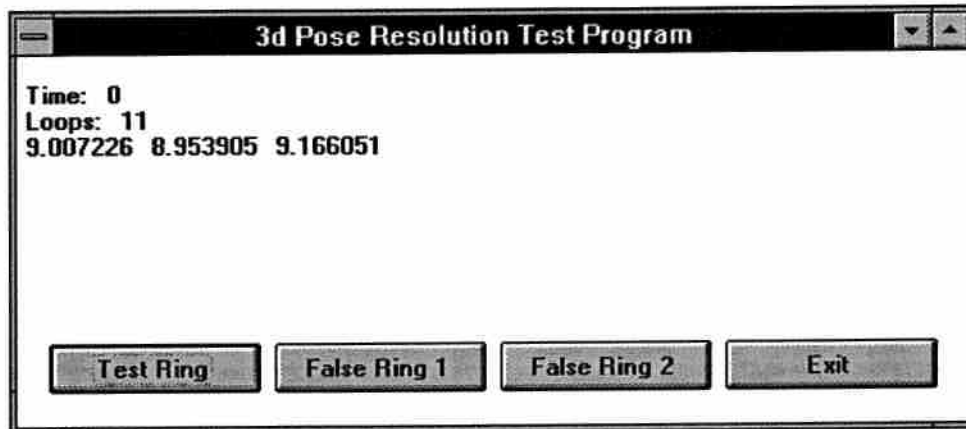 3d Pose Resolution Test Program
Time: 0
Loops: 11
9.007226 8.953905 9.166051
Test Ring
False Ring 1
False Ring 2
Exit